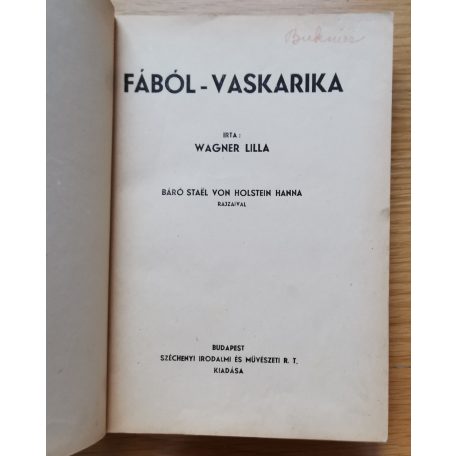 FÁBÓL - VASKARIKA
IRTA:
WAGNER LILLA
BÁRÓ STAËL VON HOLSTEIN HANNA
RAJZAIVAL
BUDAPEST
SZÉCHENYI IRODALMI ÉS MŰVÉSZETI R. T.
KIADÁSA